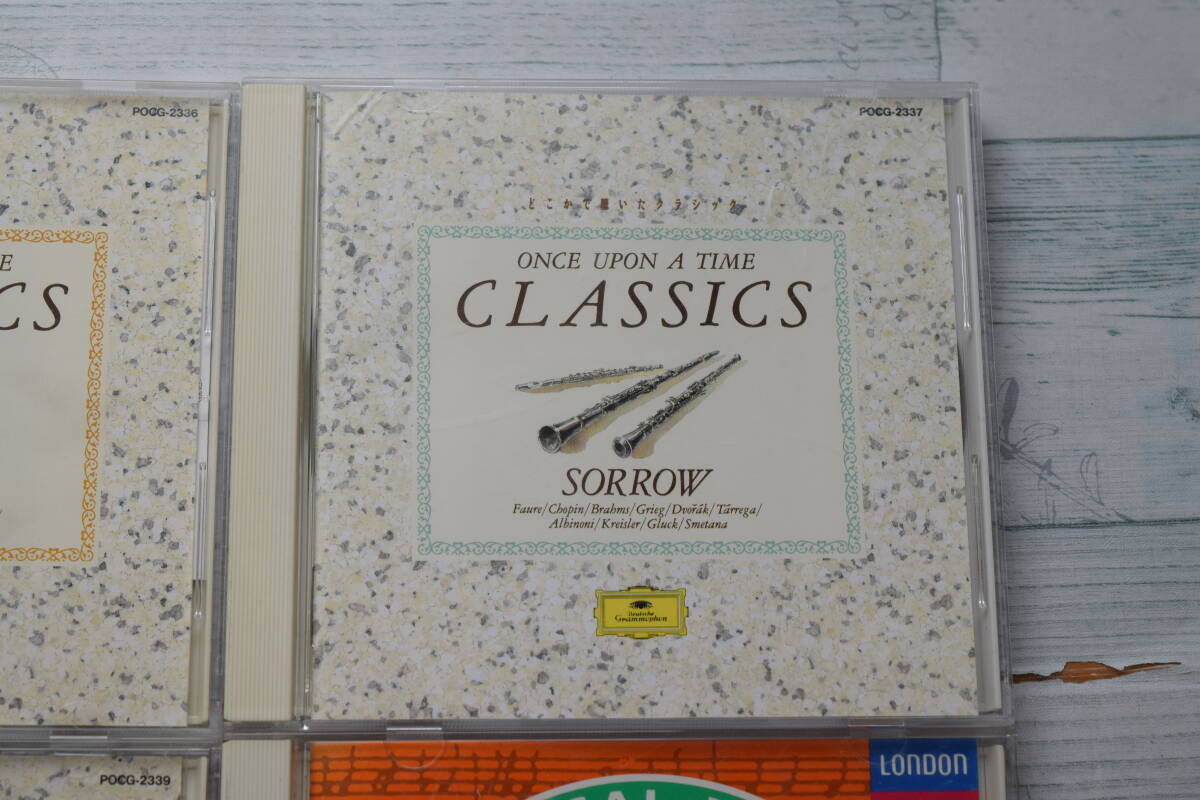 POCG-2336
E
CS
POCG-2337
どこかで聴いたクラシック
ONCE UPON A TIME
CLASSICS
SORROW
Faure/Chopin/Brahms/Grieg/Dvořák/Tárrega/
Albinoni/Kreisler/Gluck/Smetana
Deutsche
Grammophon
POCG-2339
LONDON